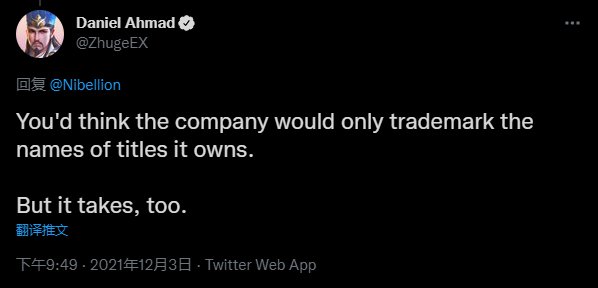 Daniel Ahmad
@ZhugeEX
回复 @Nibellion
You'd think the company would only trademark the
names of titles it owns.
But it takes, too.
翻译推文
下午9:49 · 2021年12月3日 · Twitter Web App